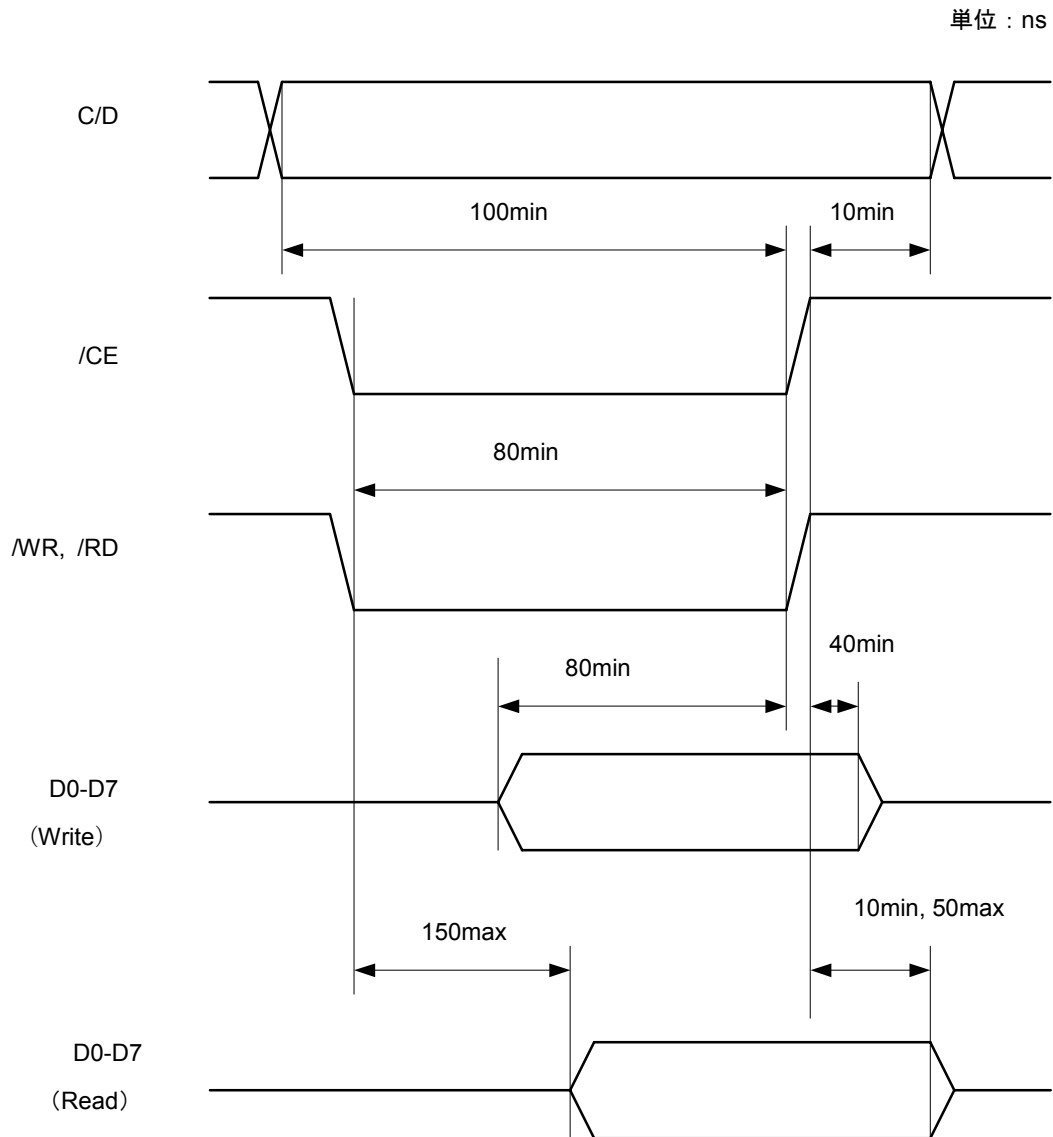 単位：ns
C/D
100min
10min
/CE
80min
/WR, /RD
40min
80min
D0-D7
（Write）
10min, 50max
150max
D0-D7
（Read）